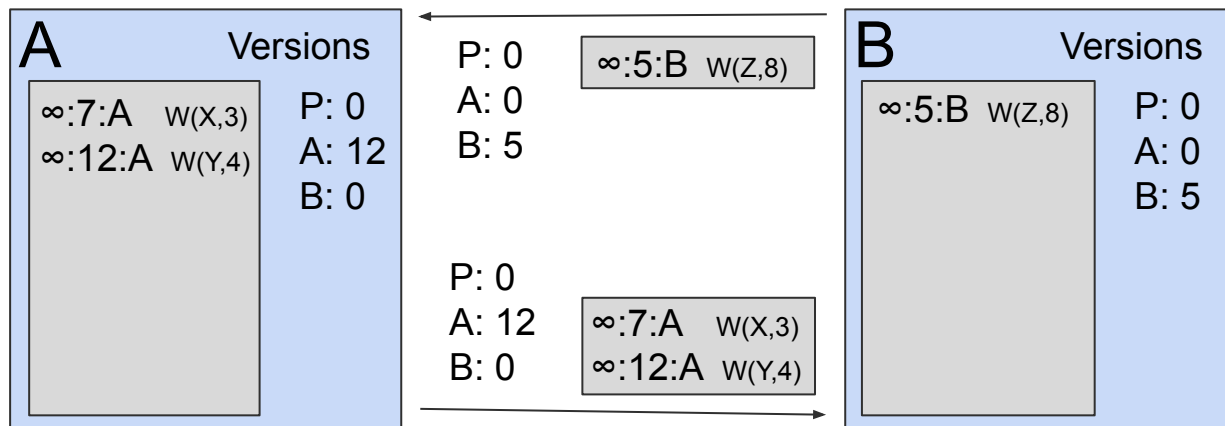 A Versions
∞:7:A W(X,3)
∞:12:A W(Y,4)
P: 0
A: 12
B: 0
P: 0
A: 0
B: 5
∞:5:B W(Z,8)
P: 0
A: 12
B: 0
∞:7:A W(X,3)
∞:12:A W(Y,4)
B Versions
∞:5:B W(Z,8)
P: 0
A: 0
B: 5